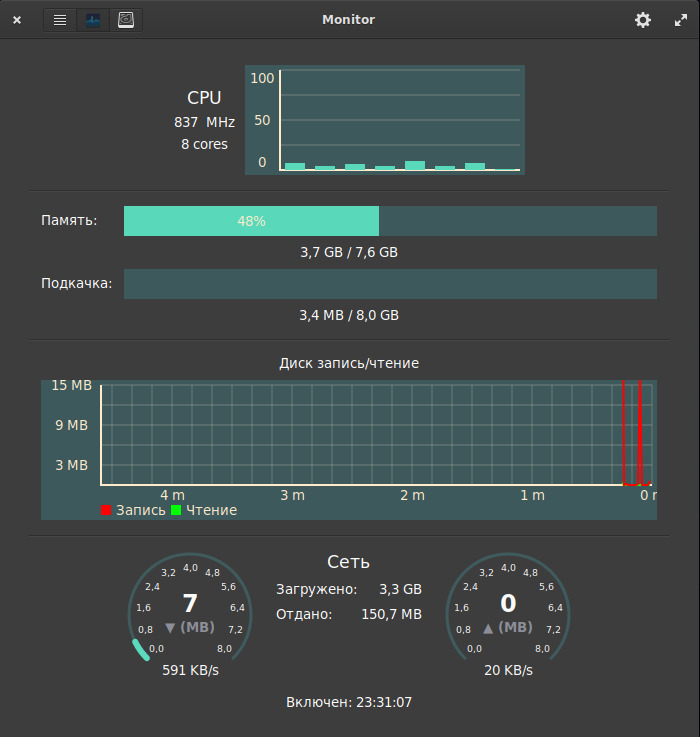 Monitor
CPU
837 MHz
8 cores
100
50
0
Память:
48%
3,7 GB / 7,6 GB
Подкачка:
3,4 MB / 8,0 GB
Диск запись/чтение
15 MB
9 MB
3 MB
4 m 3 m 2 m 1 m 0 m
Запись Чтение
Сеть
Загружено: 3,3 GB
Отдано: 150,7 MB
0,0 0,8 1,6 2,4 3,2 4,0 4,8 5,6 6,4 7,2 8,0
7
▼ (MB)
591 KB/s
0,0 0,8 1,6 2,4 3,2 4,0 4,8 5,6 6,4 7,2 8,0
0
▲ (MB)
20 KB/s
Включен: 23:31:07